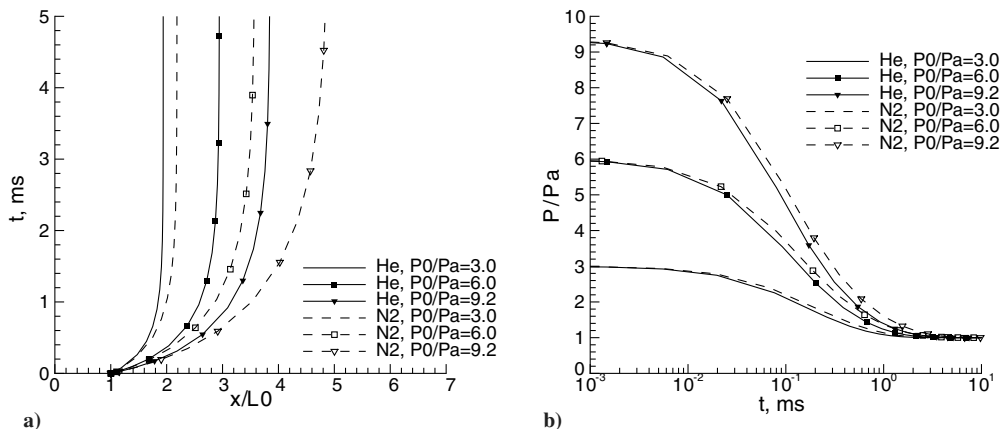 5
4
3
2
1
0
t, ms
0 1 2 3 4 5 6 7
x/L0
He, P0/Pa=3.0
He, P0/Pa=6.0
He, P0/Pa=9.2
N2, P0/Pa=3.0
N2, P0/Pa=6.0
N2, P0/Pa=9.2
a)
10
9
8
7
6
5
4
3
2
1
0
P/Pa
10-3 10-2 10-1 100 101
t, ms
He, P0/Pa=3.0
He, P0/Pa=6.0
He, P0/Pa=9.2
N2, P0/Pa=3.0
N2, P0/Pa=6.0
N2, P0/Pa=9.2
b)